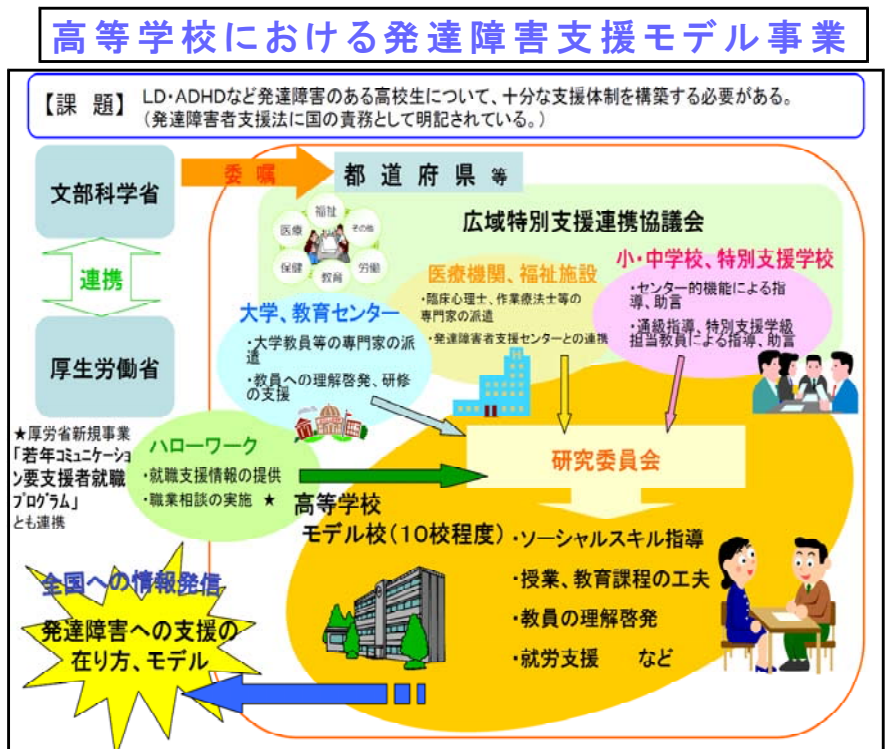 高等学校における発達障害支援モデル事業
【課 題】 LD・ADHDなど発達障害のある高校生について、十分な支援体制を構築する必要がある。
(発達障害者支援法に国の責務として明記されている。)
文部科学省
委 嘱
都 道 府 県 等
連携
厚生労働省
広域特別支援連携協議会
福祉
医療
その他
保健
教育
労働
小・中学校、特別支援学校
・センター的機能による指
導、助言
・通級指導、特別支援学級
担当教員による指導、助言
医療機関、福祉施設
・臨床心理士、作業療法士等の
専門家の派遣
・発達障害者支援センターとの連携
大学、教育センター
・大学教員等の専門家の派
遣
・教員への理解啓発、研修
の支援
★厚労省新規事業
「若年コミュニケーショ
ン要支援者就職
プログラム」
とも連携
ハローワーク
・就職支援情報の提供
・職業相談の実施 ★
研究委員会
高等学校
モデル校(10校程度)
・ソーシャルスキル指導
・授業、教育課程の工夫
・教員の理解啓発
・就労支援 など
全国への情報発信
発達障害への支援の
在り方、モデル